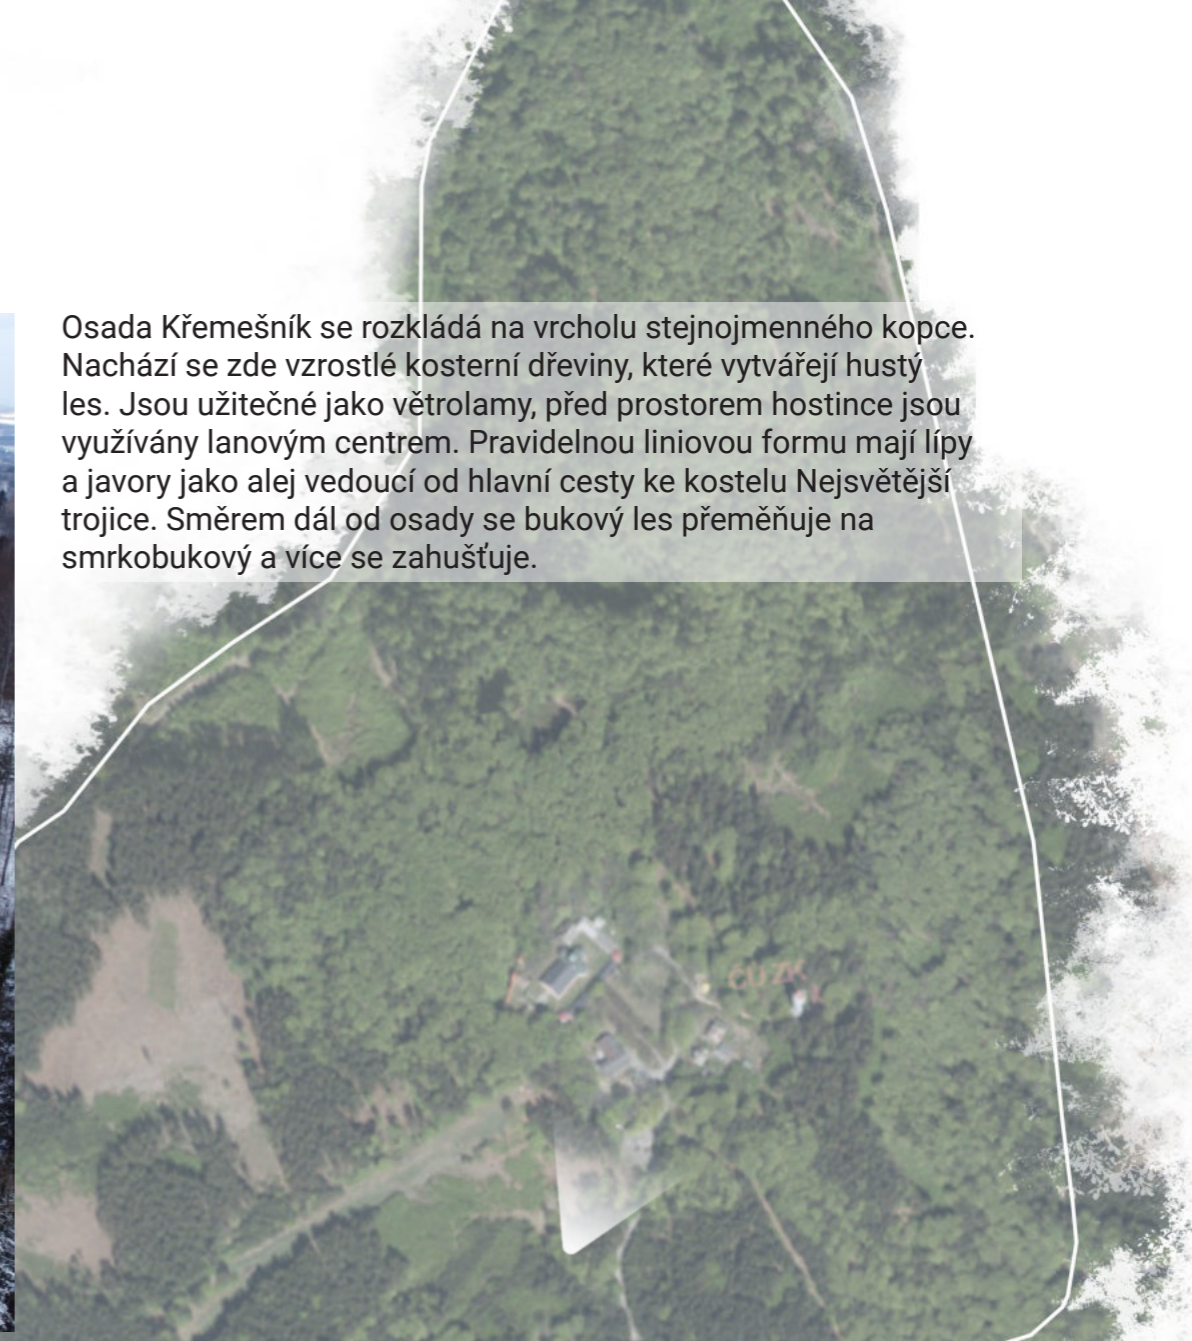 Osada Křemešník se rozkládá na vrcholu stejnojmenného kopce.
Nachází se zde vzrostlé kosterní dřeviny, které vytvářejí hustý
les. Jsou užitečné jako větrolamy, před prostorem hostince jsou
využívány lanovým centrem. Pravidelnou liniovou formu mají lípy
a javory jako alej vedoucí od hlavní cesty ke kostelu Nejsvětější
trojice. Směrem dál od osady se bukový les přeměňuje na
smrkobukový a více se zahušťuje.
ČÚZK